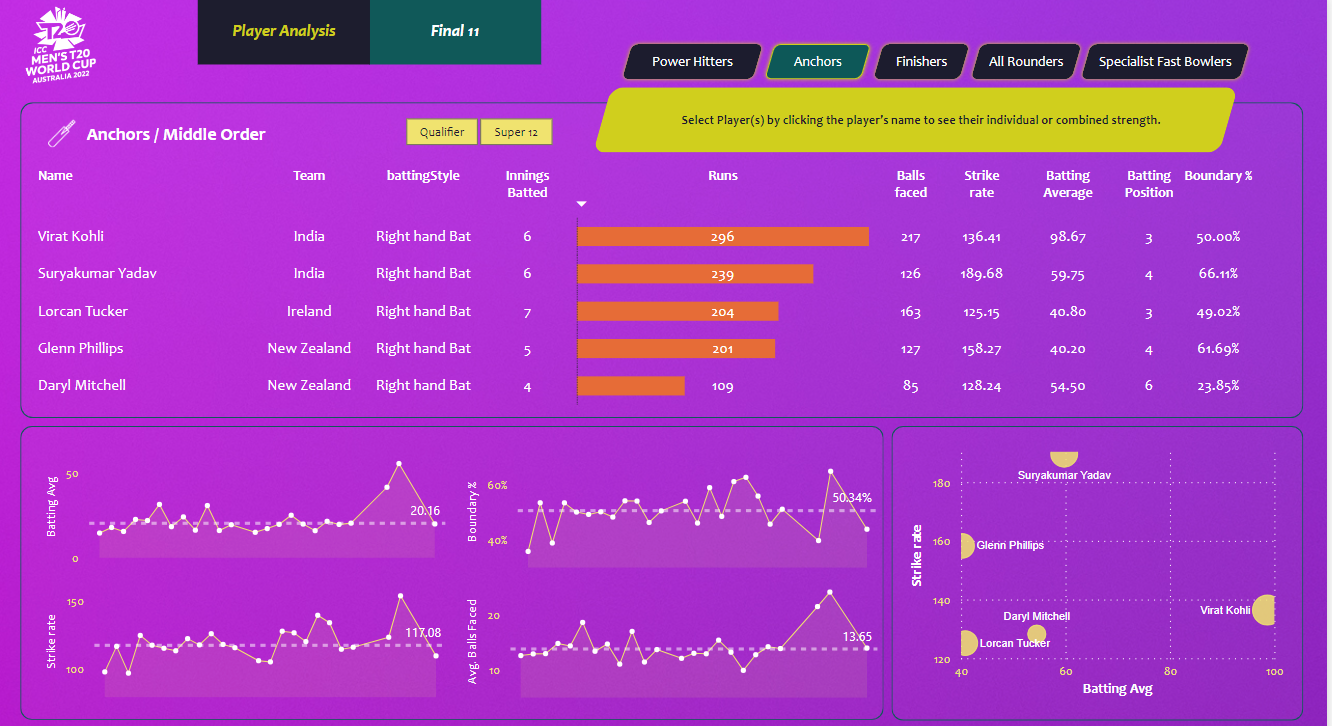 ICC
MEN'S T20
WORLD CUP
AUSTRALIA 2022
Player Analysis
Final 11
Power Hitters
Anchors
Finishers
All Rounders
Specialist Fast Bowlers
Select Player(s) by clicking the player's name to see their individual or combined strength.
Anchors / Middle Order
Qualifier
Super 12
Name Team battingStyle Innings Batted Runs Balls faced Strike rate Batting Average Batting Position Boundary %
Virat Kohli India Right hand Bat 6 296 217 136.41 98.67 3 50.00%
Suryakumar Yadav India Right hand Bat 6 239 126 189.68 59.75 4 66.11%
Lorcan Tucker Ireland Right hand Bat 7 204 163 125.15 40.80 3 49.02%
Glenn Phillips New Zealand Right hand Bat 5 201 127 158.27 40.20 4 61.69%
Daryl Mitchell New Zealand Right hand Bat 4 109 85 128.24 54.50 6 23.85%
Batting Avg
50
0
20.16
Boundary %
60%
40%
50.34%
Strike rate
150
100
117.08
Avg. Balls Faced
20
10
13.65
Strike rate
180
160
140
120
Suryakumar Yadav
Glenn Phillips
Virat Kohli
Daryl Mitchell
Lorcan Tucker
40 60 80 100
Batting Avg